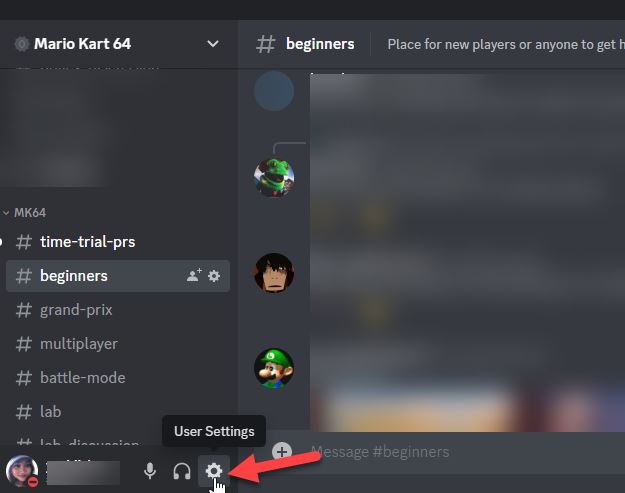 Mario Kart 64
beginners
Place for new players or anyone to get h
MK64
time-trial-prs
beginners
grand-prix
multiplayer
battle-mode
lab
lab-discussion
User Settings
Message #beginners